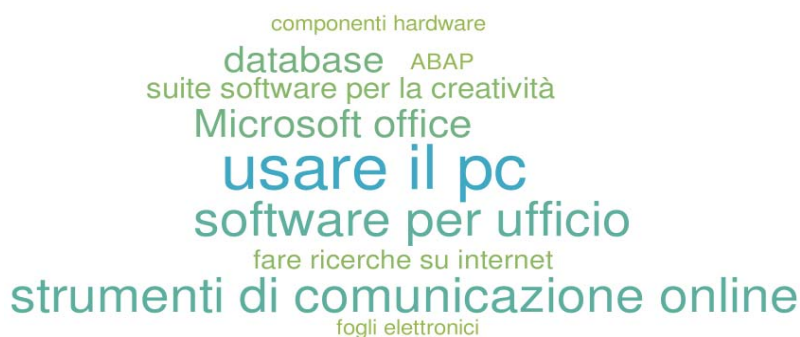 componenti hardware
database ABAP
suite software per la creatività
Microsoft office
usare il pc
software per ufficio
fare ricerche su internet
strumenti di comunicazione online
fogli elettronici